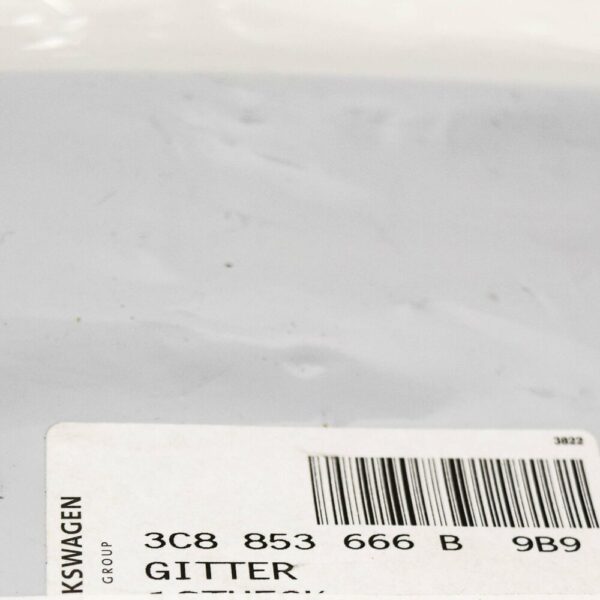 3822
KSWAGEN
GROUP
3C8 853 666 B 9B9
GITTER